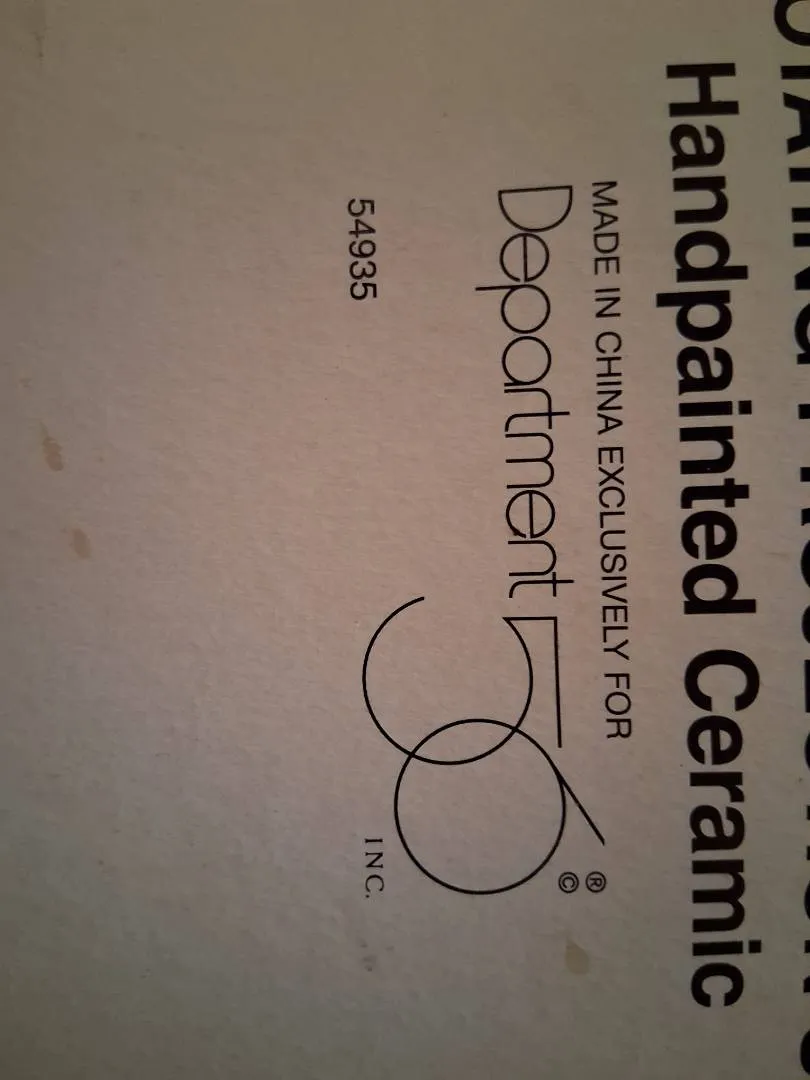 Handpainted Ceramic
MADE IN CHINA EXCLUSIVELY FOR
Department 56 ® ©
INC.
54935